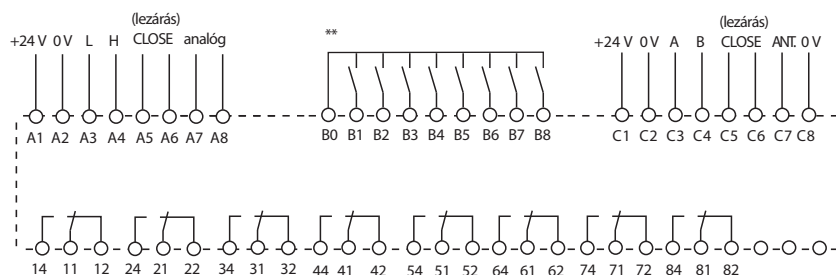 (lezárás)
+24 V 0 V L H CLOSE analóg
**
(lezárás)
+24 V 0 V A B CLOSE ANT. 0 V
A1 A2 A3 A4 A5 A6 A7 A8
B0 B1 B2 B3 B4 B5 B6 B7 B8
C1 C2 C3 C4 C5 C6 C7 C8
14 11 12 24 21 22 34 31 32 44 41 42 54 51 52 64 61 62 74 71 72 84 81 82